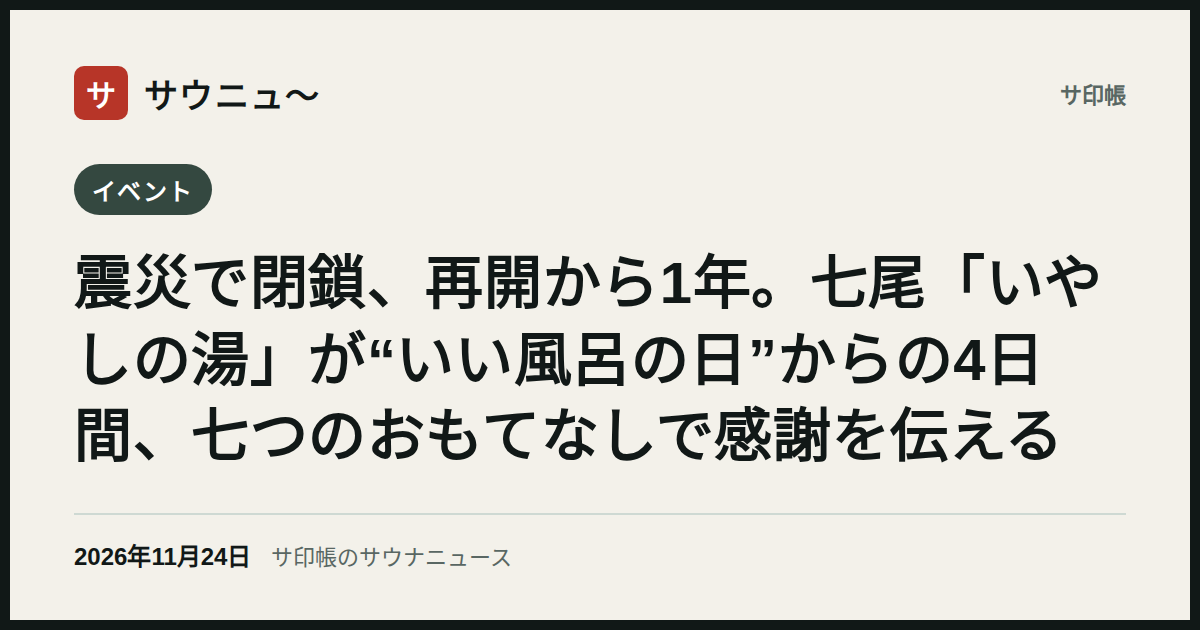 サ サウニュ〜
サ印帳
イベント
震災で閉鎖、再開から1年。七尾「いや
しの湯」が“いい風呂の日”からの4日
間、七つのおもてなしで感謝を伝える
2026年11月24日 サ印帳のサウナニュース